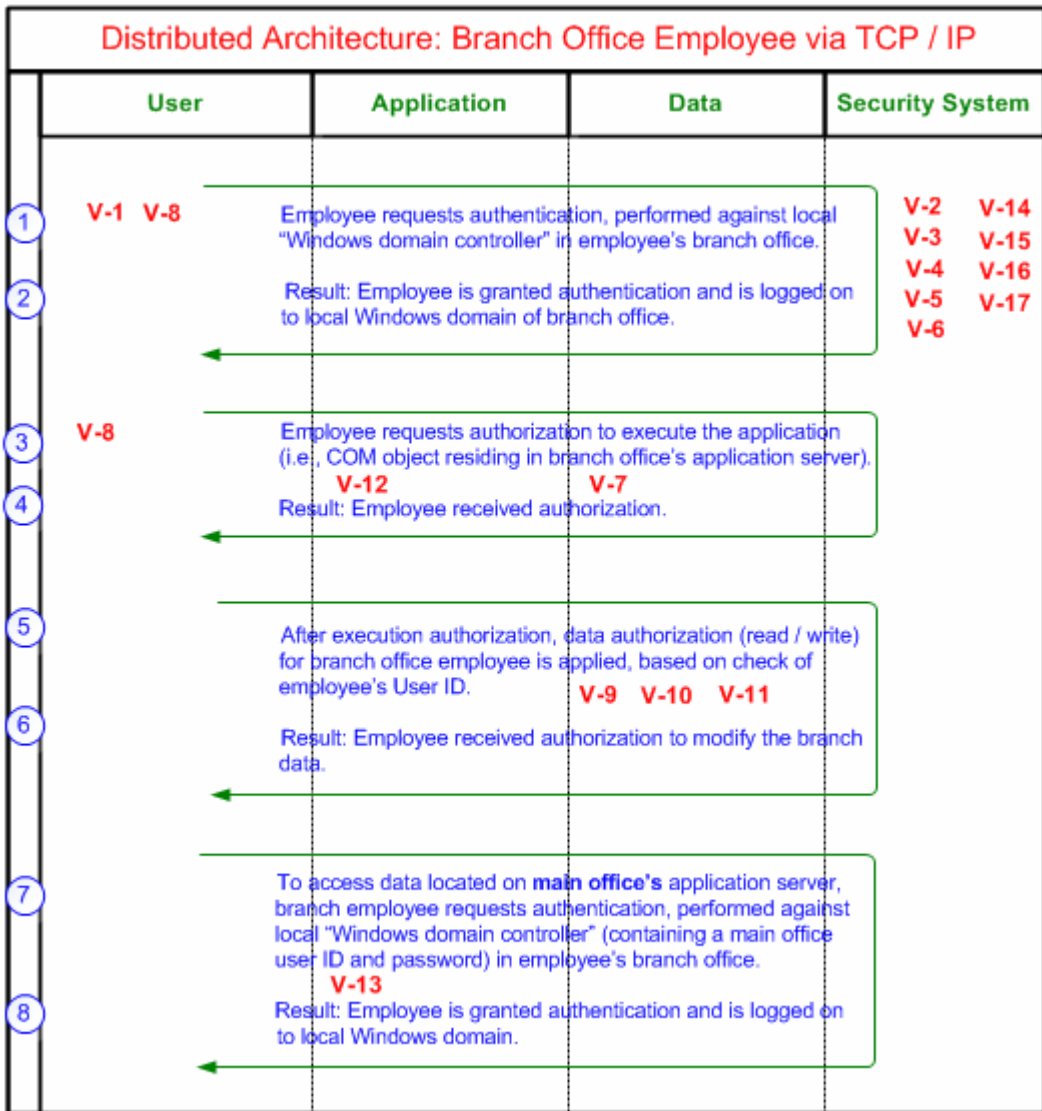 Distributed Architecture: Branch Office Employee via TCP / IP
User Application Data Security System
1
V-1 V-8
Employee requests authentication, performed against local
“Windows domain controller” in employee’s branch office.
2
Result: Employee is granted authentication and is logged on
to local Windows domain of branch office.
V-2 V-14
V-3 V-15
V-4 V-16
V-5 V-17
V-6
3
V-8
Employee requests authorization to execute the application
(i.e., COM object residing in branch office’s application server).
V-12 V-7
4
Result: Employee received authorization.
5
After execution authorization, data authorization (read / write)
for branch office employee is applied, based on check of
employee’s User ID.
V-9 V-10 V-11
6
Result: Employee received authorization to modify the branch
data.
7
To access data located on main office’s application server,
branch employee requests authentication, performed against
local “Windows domain controller” (containing a main office
user ID and password) in employee’s branch office.
V-13
8
Result: Employee is granted authentication and is logged on
to local Windows domain.